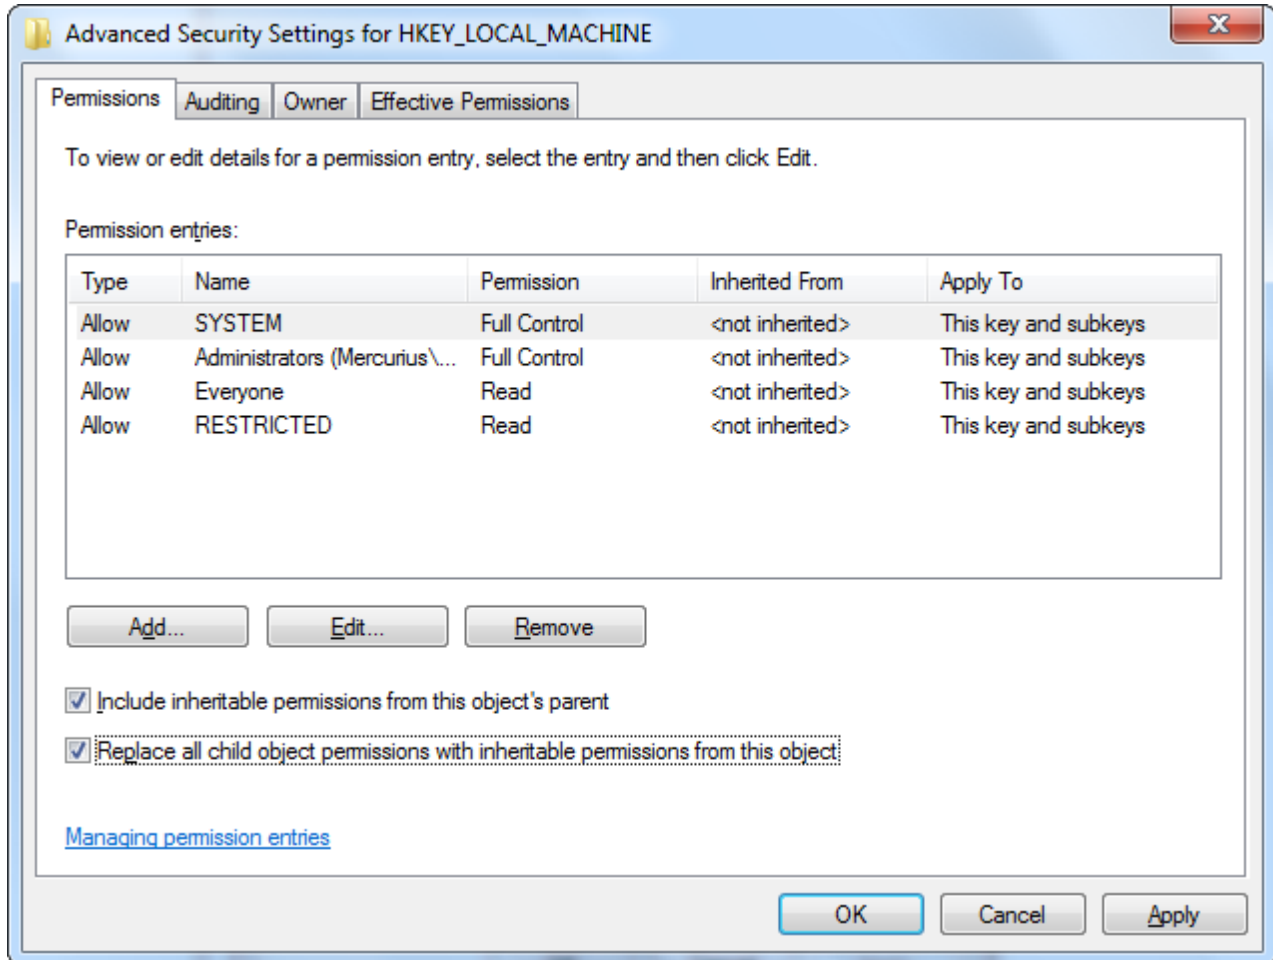 Advanced Security Settings for HKEY_LOCAL_MACHINE
Permissions Auditing Owner Effective Permissions
To view or edit details for a permission entry, select the entry and then click Edit.
Permission entries:
Type Name Permission Inherited From Apply To
Allow SYSTEM Full Control <not inherited> This key and subkeys
Allow Administrators (Mercurius\... Full Control <not inherited> This key and subkeys
Allow Everyone Read <not inherited> This key and subkeys
Allow RESTRICTED Read <not inherited> This key and subkeys
Add... Edit... Remove
Include inheritable permissions from this object's parent
Replace all child object permissions with inheritable permissions from this object
Managing permission entries
OK Cancel Apply